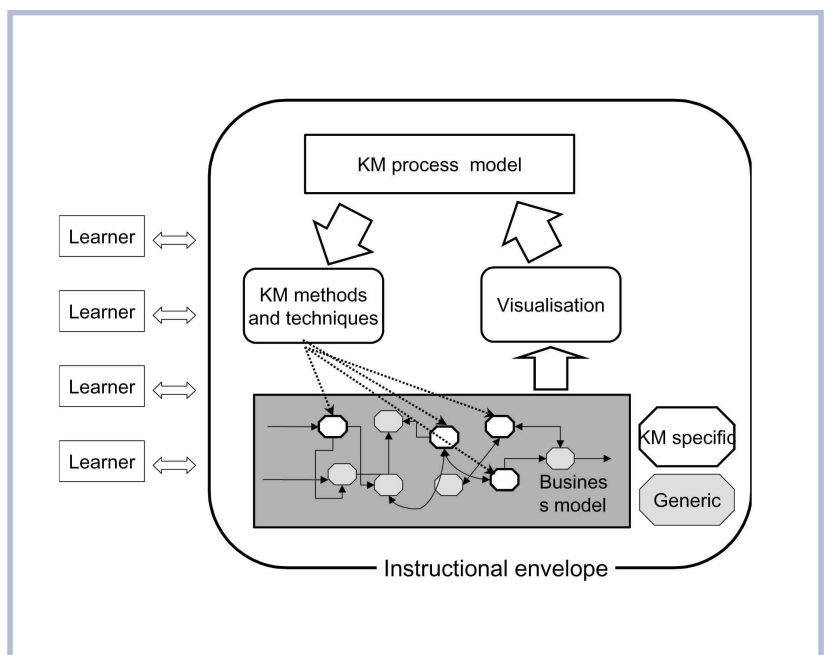 KM process model
Learner
Learner
Learner
Learner
KM methods
and techniques
Visualisation
Busines
s model
KM specific
Generic
Instructional envelope